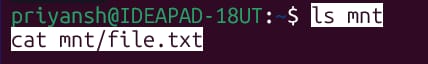 priyansh@IDEAPAD-18UT:~$ ls mnt
cat mnt/file.txt